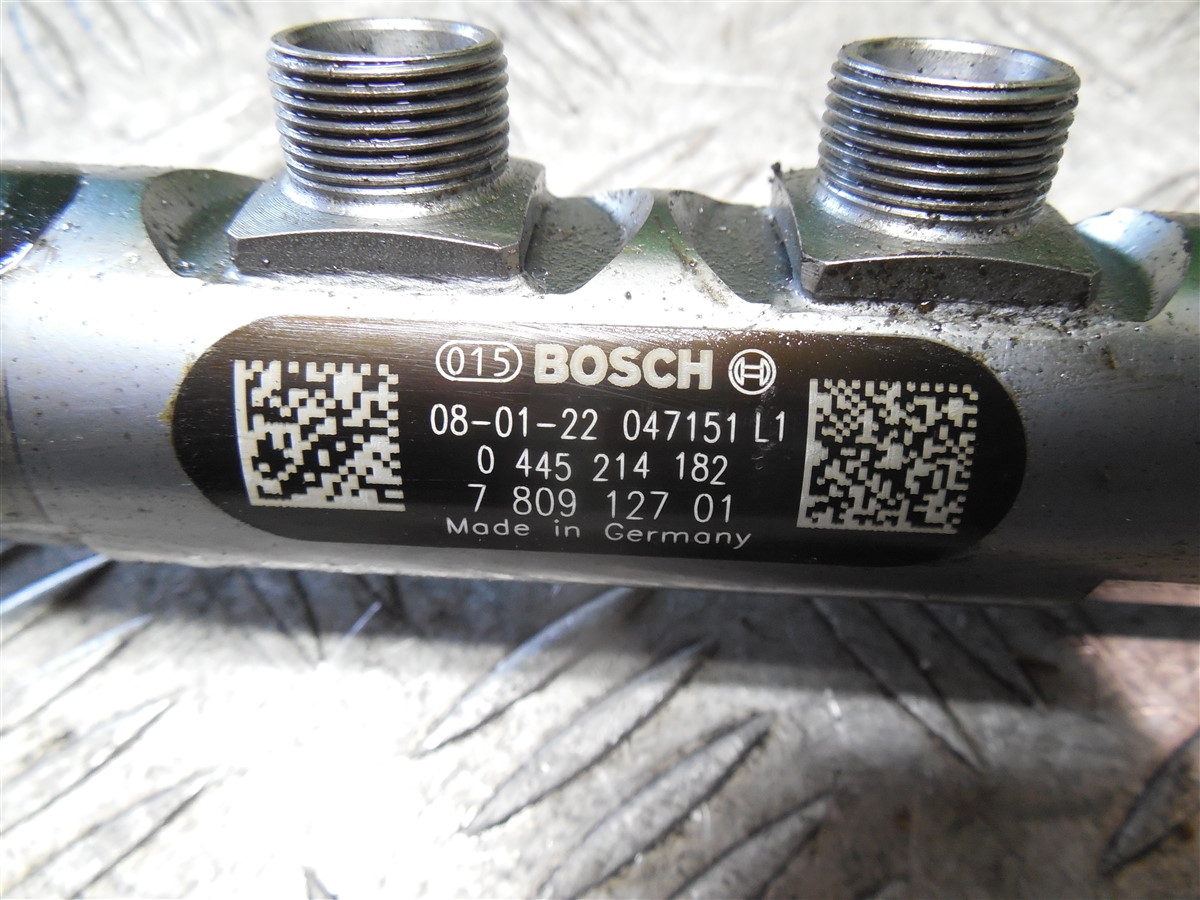 015 BOSCH
08-01-22 047151 L1
0 445 214 182
7 809 127 01
Made in Germany